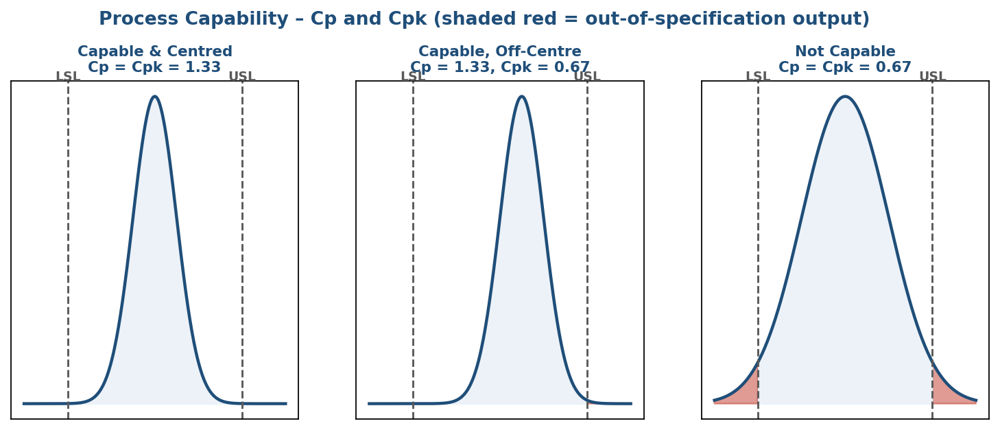 Process Capability – Cp and Cpk (shaded red = out-of-specification output)
Capable & Centred
Cp = Cpk = 1.33
LSL USL
Capable, Off-Centre
Cp = 1.33, Cpk = 0.67
LSL USL
Not Capable
Cp = Cpk = 0.67
LSL USL